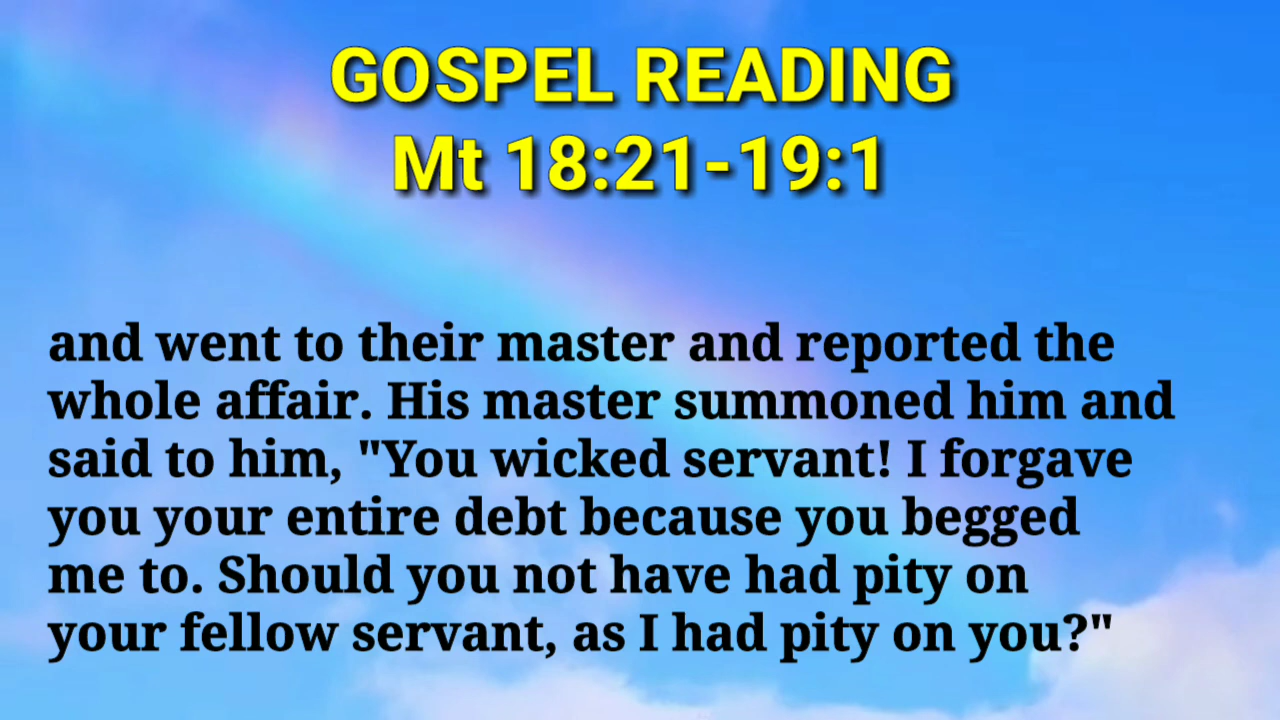 GOSPEL READING
Mt 18:21-19:1
and went to their master and reported the
whole affair. His master summoned him and
said to him, "You wicked servant! I forgave
you your entire debt because you begged
me to. Should you not have had pity on
your fellow servant, as I had pity on you?"